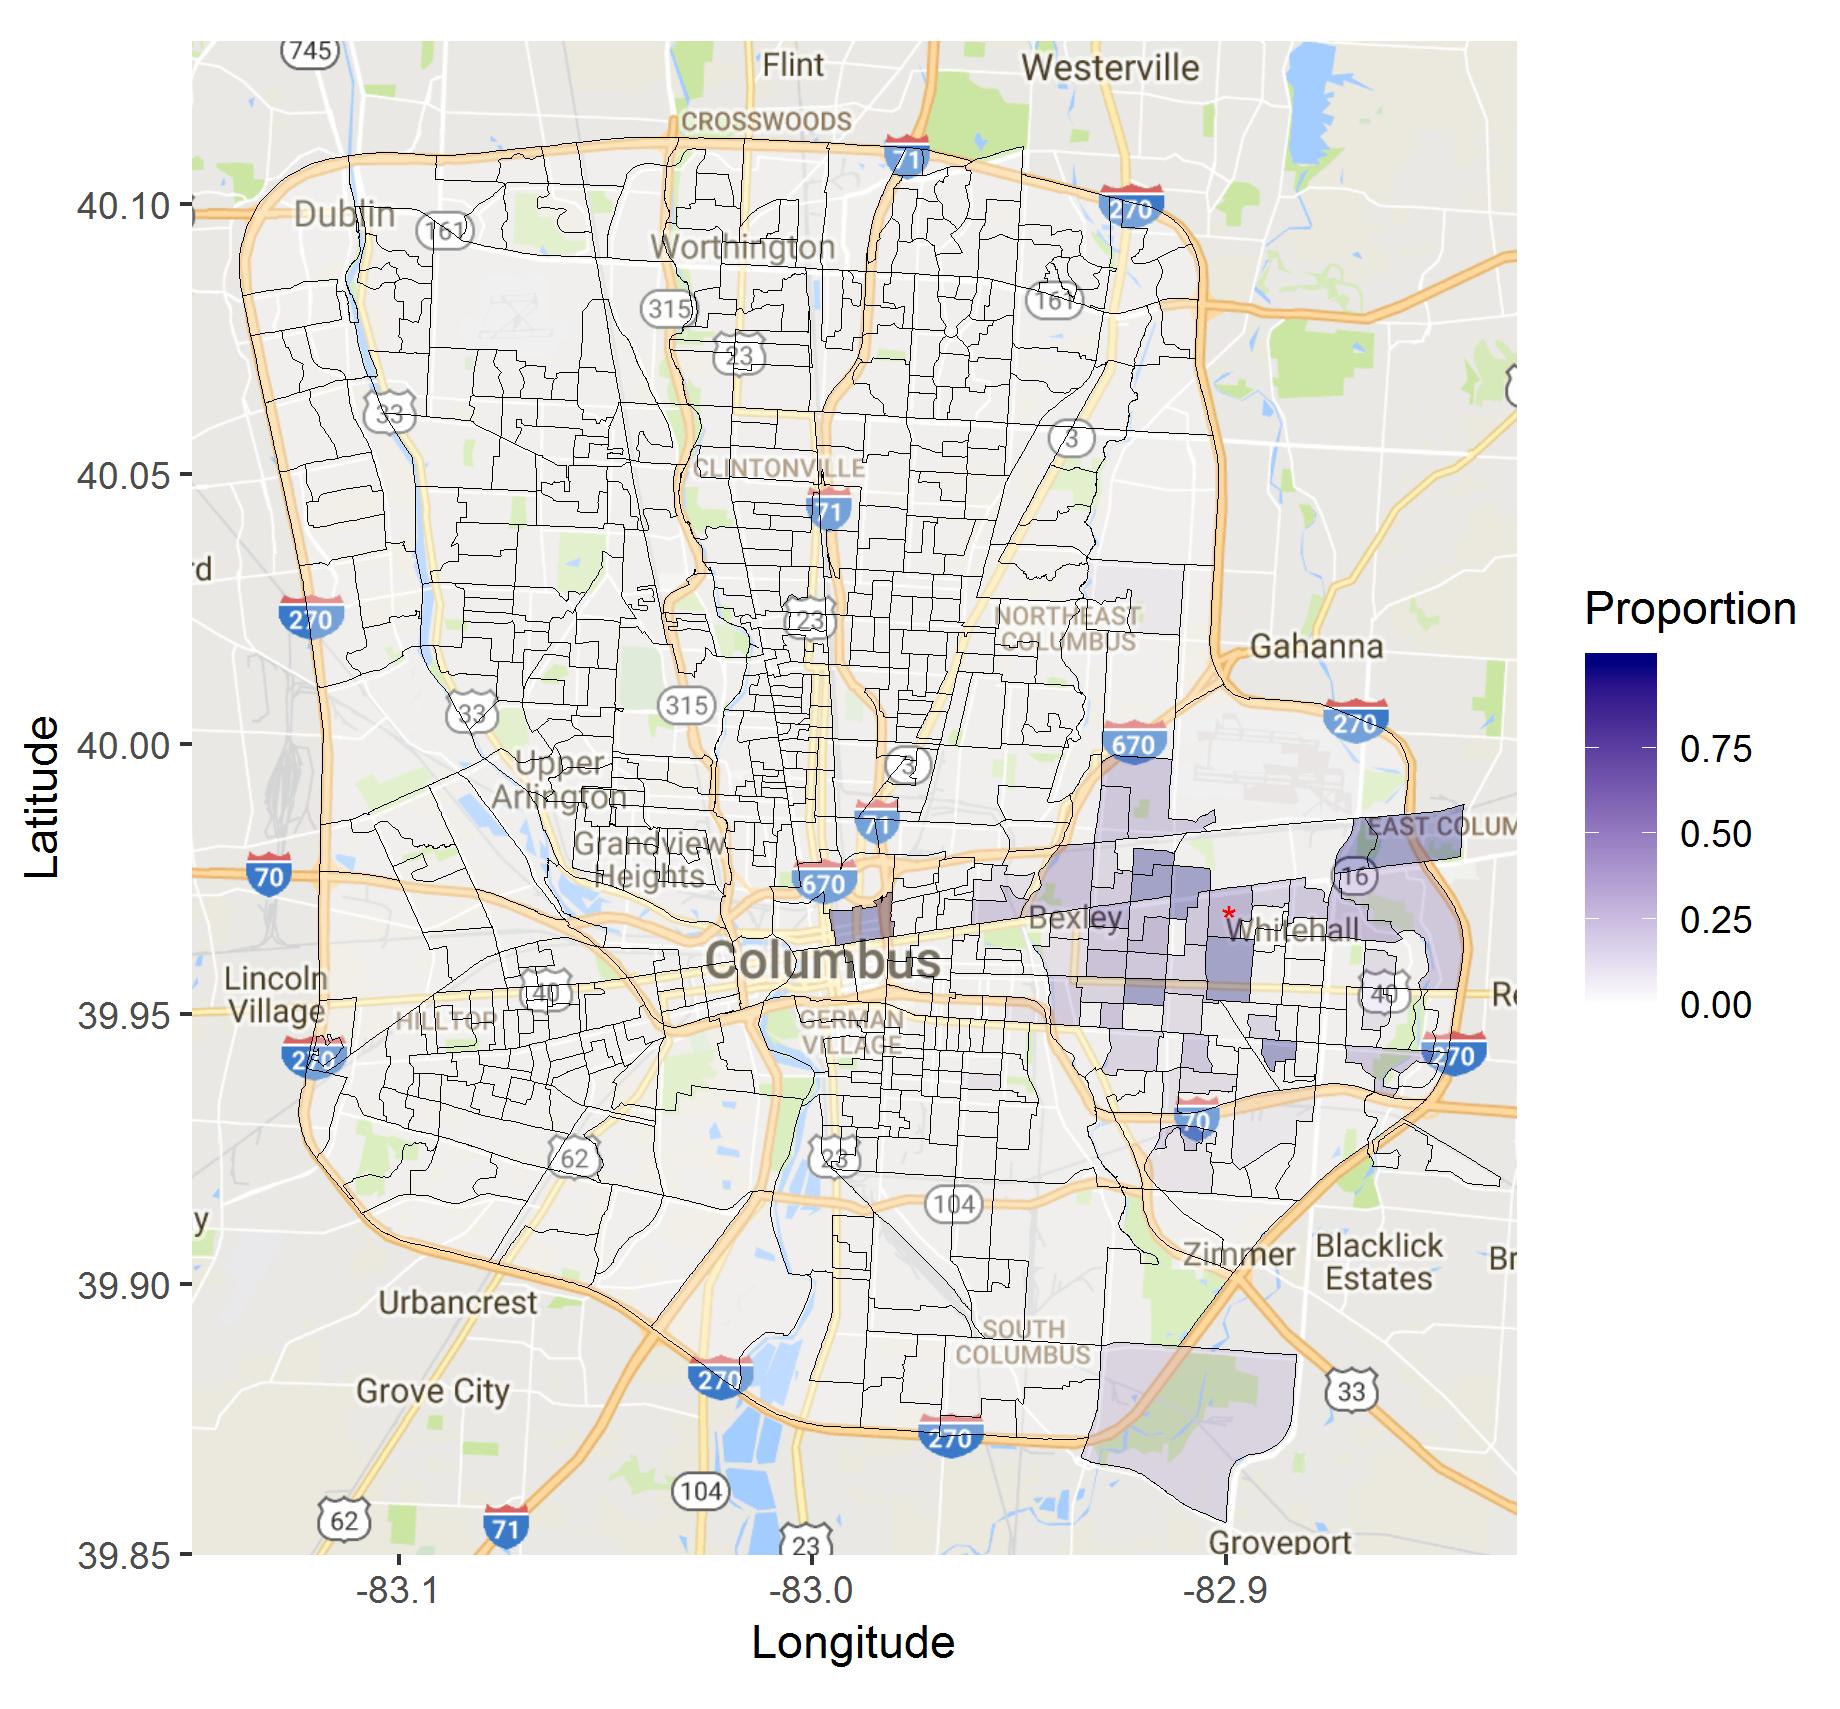 745
Flint
Westerville
CROSSWOODS
71
40.10
Dublin
161
270
Worthington
315
161
23
33
3
40.05
CLINTONVILLE
71
rd
270
23
NORTHEAST
COLUMBUS
Gahanna
Proportion
33
315
270
Latitude
40.00
670
0.75
Upper
Arlington
3
71
EAST COLUM
0.50
Grandview
Heights
70
670
16
Bexley
*
Whitehall
0.25
Columbus
Lincoln
Village
40
40
Re
0.00
39.95
HILLTOP
GERMAN
VILLAGE
270
270
70
62
23
104
y
Zimmer
Blacklick
Estates
Br
39.90
Urbancrest
SOUTH
COLUMBUS
270
Grove City
33
270
104
62
71
23
Groveport
39.85
-83.1
-83.0
-82.9
Longitude